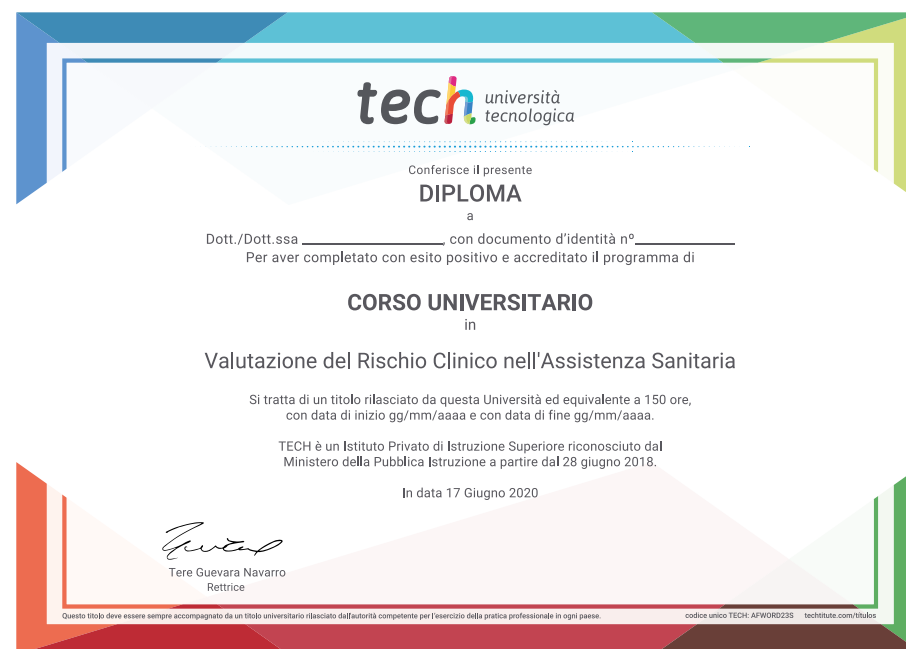 tech università
tecnologica
Conferisce il presente
DIPLOMA
a
Dott./Dott.ssa ____________________, con documento d'identità nº______________
Per aver completato con esito positivo e accreditato il programma di
CORSO UNIVERSITARIO
in
Valutazione del Rischio Clinico nell'Assistenza Sanitaria
Si tratta di un titolo rilasciato da questa Università ed equivalente a 150 ore,
con data di inizio gg/mm/aaaa e con data di fine gg/mm/aaaa.
TECH è un Istituto Privato di Istruzione Superiore riconosciuto dal
Ministero della Pubblica Istruzione a partire dal 28 giugno 2018.
In data 17 Giugno 2020
Tere Guevara Navarro
Rettrice
Questo titolo deve essere sempre accompagnato da un titolo universitario rilasciato dall'autorità competente per l'esercizio della pratica professionale in ogni paese. codice unico TECH: AFWORD23S techtitute.com/titulos